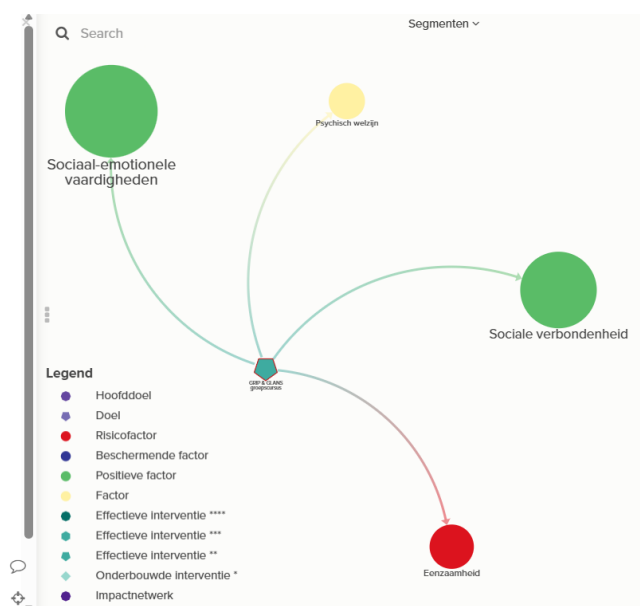 Search
Segmenten
Psychisch welzijn
Sociaal-emotionele
vaardigheden
Sociale verbondenheid
GRIP & GLANS
groepscursus
Eenzaamheid
Legend
Hoofddoel
Doel
Risicofactor
Beschermende factor
Positieve factor
Factor
Effectieve interventie ****
Effectieve interventie ***
Effectieve interventie **
Onderbouwde interventie *
Impactnetwerk